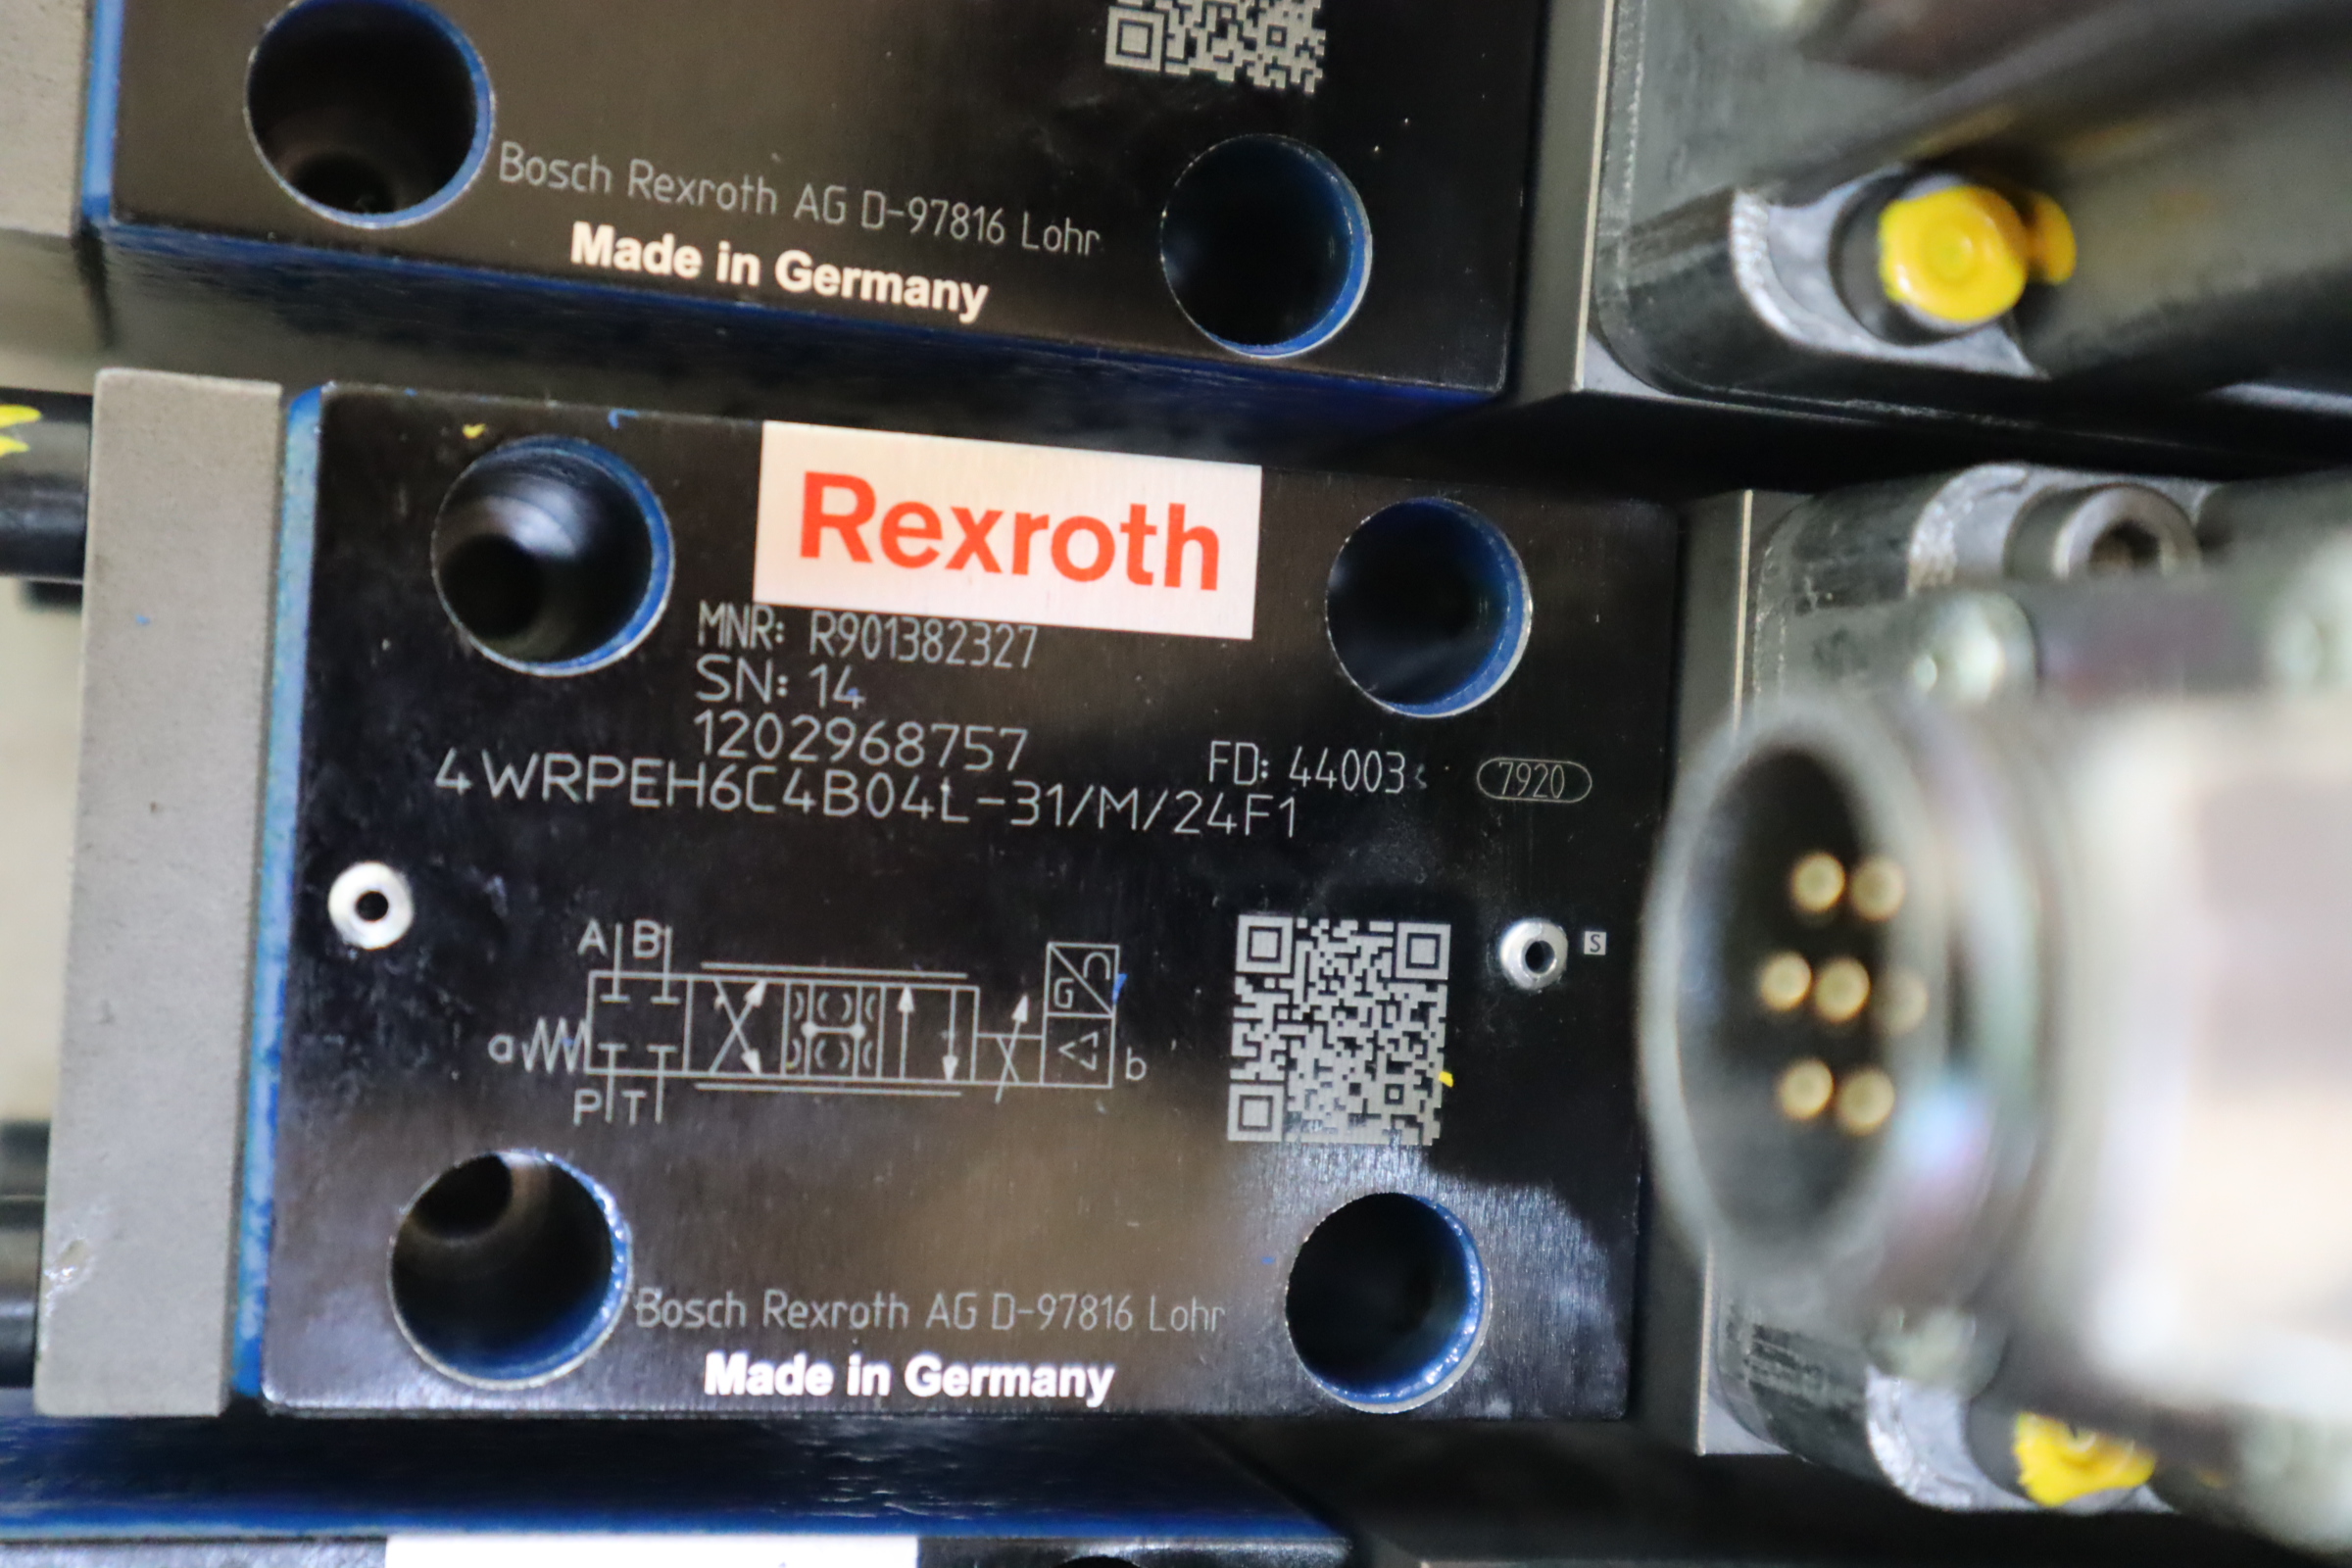 Bosch Rexroth AG D-97816 Lohr
Made in Germany
Rexroth
MNR: R901382327
SN: 14
1202968757
FD: 44003
7920
4WRPEH6C4B04L-31/M/24F1
S
A B
G
a
b
P T
Bosch Rexroth AG D-97816 Lohr
Made in Germany